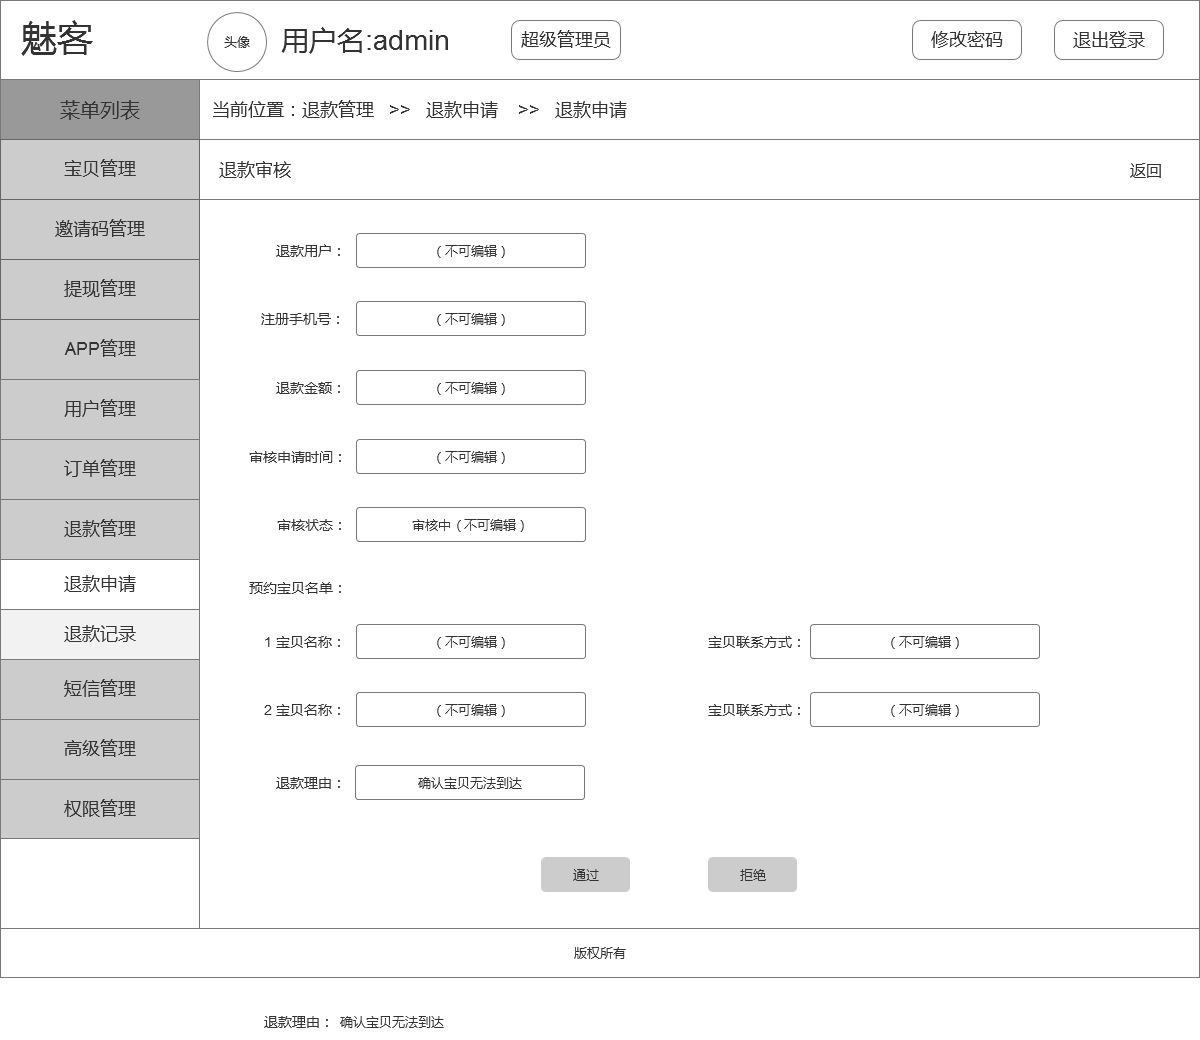 魅客
头像
用户名:admin
超级管理员
修改密码
退出登录
菜单列表
当前位置：退款管理 >> 退款申请 >> 退款申请
宝贝管理
退款审核
返回
邀请码管理
提现管理
APP管理
用户管理
订单管理
退款管理
退款申请
退款记录
短信管理
高级管理
权限管理
退款用户：（不可编辑）
注册手机号：（不可编辑）
退款金额：（不可编辑）
审核申请时间：（不可编辑）
审核状态：审核中（不可编辑）
预约宝贝名单：
1 宝贝名称：（不可编辑） 宝贝联系方式：（不可编辑）
2 宝贝名称：（不可编辑） 宝贝联系方式：（不可编辑）
退款理由：确认宝贝无法到达
通过
拒绝
版权所有
退款理由：确认宝贝无法到达